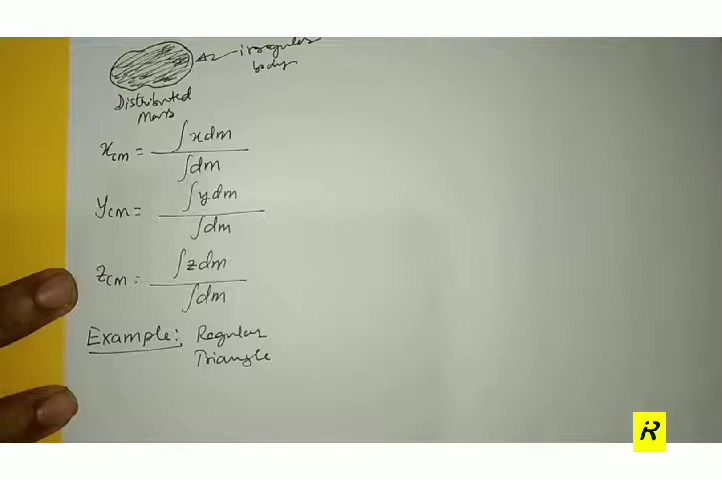 irregular
body
Distributed
Mass
xcm = ∫xdm
∫dm
Ycm = ∫ydm
∫dm
Zcm = ∫zdm
∫dm
Example: Regular
Triangle
R